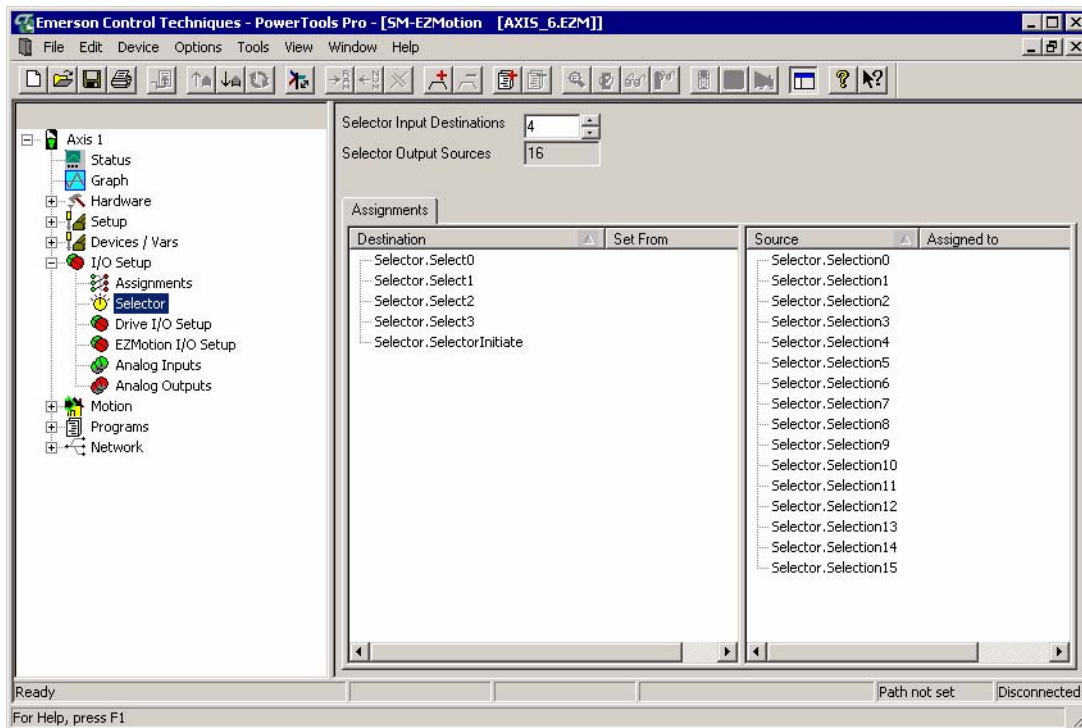 Emerson Control Techniques - PowerTools Pro - [SM-EZMotion [AXIS_6.EZM]]
File Edit Device Options Tools View Window Help
Selector Input Destinations 4
Selector Output Sources 16
Axis 1
Status
Graph
Hardware
Setup
Devices / Vars
I/O Setup
Assignments
Selector
Drive I/O Setup
EZMotion I/O Setup
Analog Inputs
Analog Outputs
Motion
Programs
Network
Assignments
Destination Set From
Selector.Select0
Selector.Select1
Selector.Select2
Selector.Select3
Selector.SelectorInitiate
Source Assigned to
Selector.Selection0
Selector.Selection1
Selector.Selection2
Selector.Selection3
Selector.Selection4
Selector.Selection5
Selector.Selection6
Selector.Selection7
Selector.Selection8
Selector.Selection9
Selector.Selection10
Selector.Selection11
Selector.Selection12
Selector.Selection13
Selector.Selection14
Selector.Selection15
Ready Path not set Disconnected
For Help, press F1